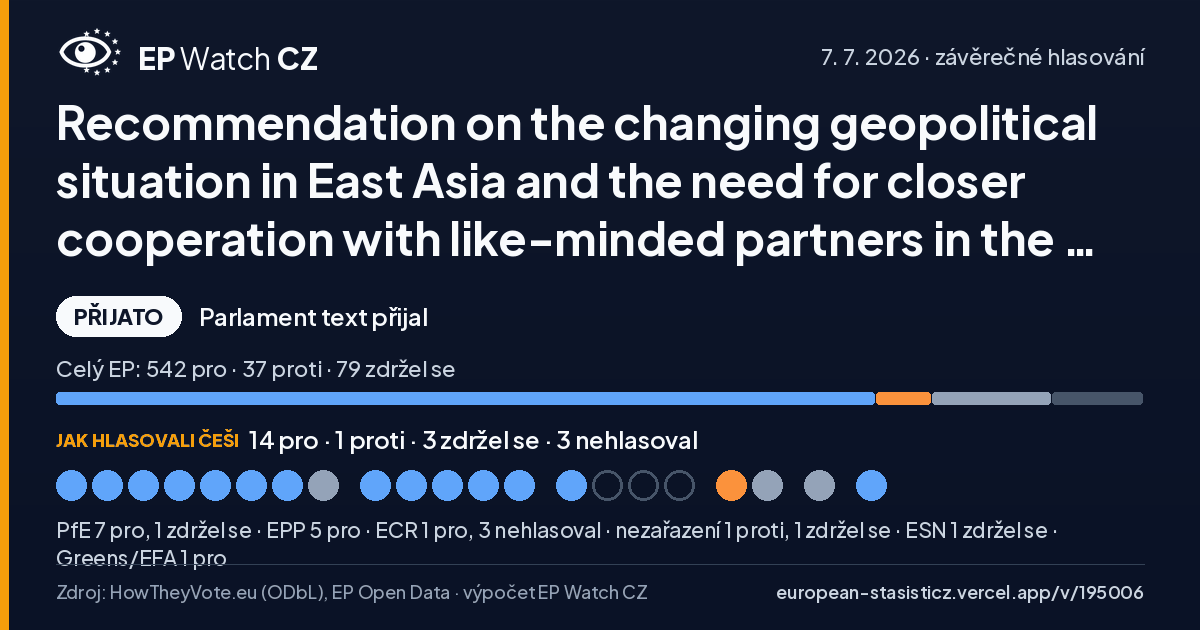 EP Watch CZ
7. 7. 2026 · závěrečné hlasování
Recommendation on the changing geopolitical
situation in East Asia and the need for closer
cooperation with like-minded partners in the …
PŘIJATO Parlament text přijal
Celý EP: 542 pro · 37 proti · 79 zdržel se
JAK HLASOVALI ČEŠI 14 pro · 1 proti · 3 zdržel se · 3 nehlasoval
PfE 7 pro, 1 zdržel se · EPP 5 pro · ECR 1 pro, 3 nehlasoval · nezařazení 1 proti, 1 zdržel se · ESN 1 zdržel se ·
Greens/EFA 1 pro
Zdroj: HowTheyVote.eu (ODbL), EP Open Data · výpočet EP Watch CZ
european-stasisticz.vercel.app/v/195006